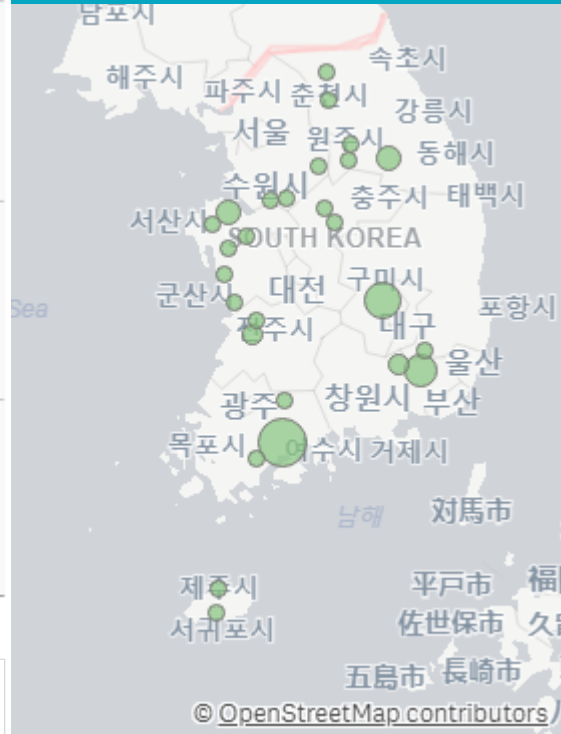 남포시
속초시
해주시
파주시 춘천시
강릉시
서울 원주시
동해시
수원시
충주시 태백시
서산시
SOUTH KOREA
대전 구미시
군산시
포항시
Sea
전주시
대구
울산
광주 창원시 부산
목포시
여수시 거제시
남해
対馬市
제주시
平戸市
서귀포시
佐世保市
五島市 長崎市
© OpenStreetMap contributors